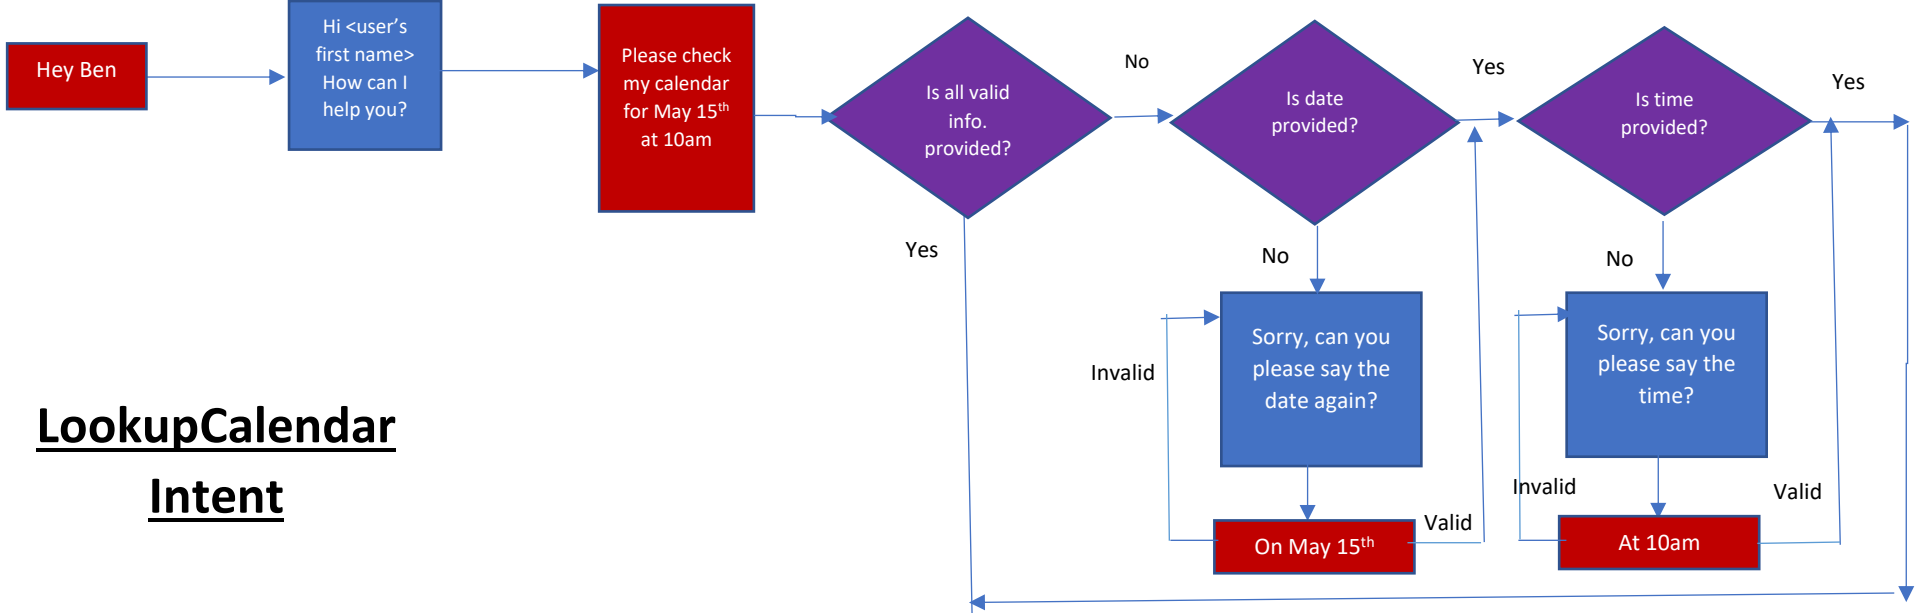 Hey Ben
Hi <user's
first name>
How can I
help you?
Please check
my calendar
for May 15th
at 10am
Is all valid
info.
provided?
No
Yes
Is date
provided?
Yes
No
Is time
provided?
Yes
No
Sorry, can you
please say the
date again?
Invalid
On May 15th
Valid
Sorry, can you
please say the
time?
Invalid
At 10am
Valid
LookupCalendar
Intent